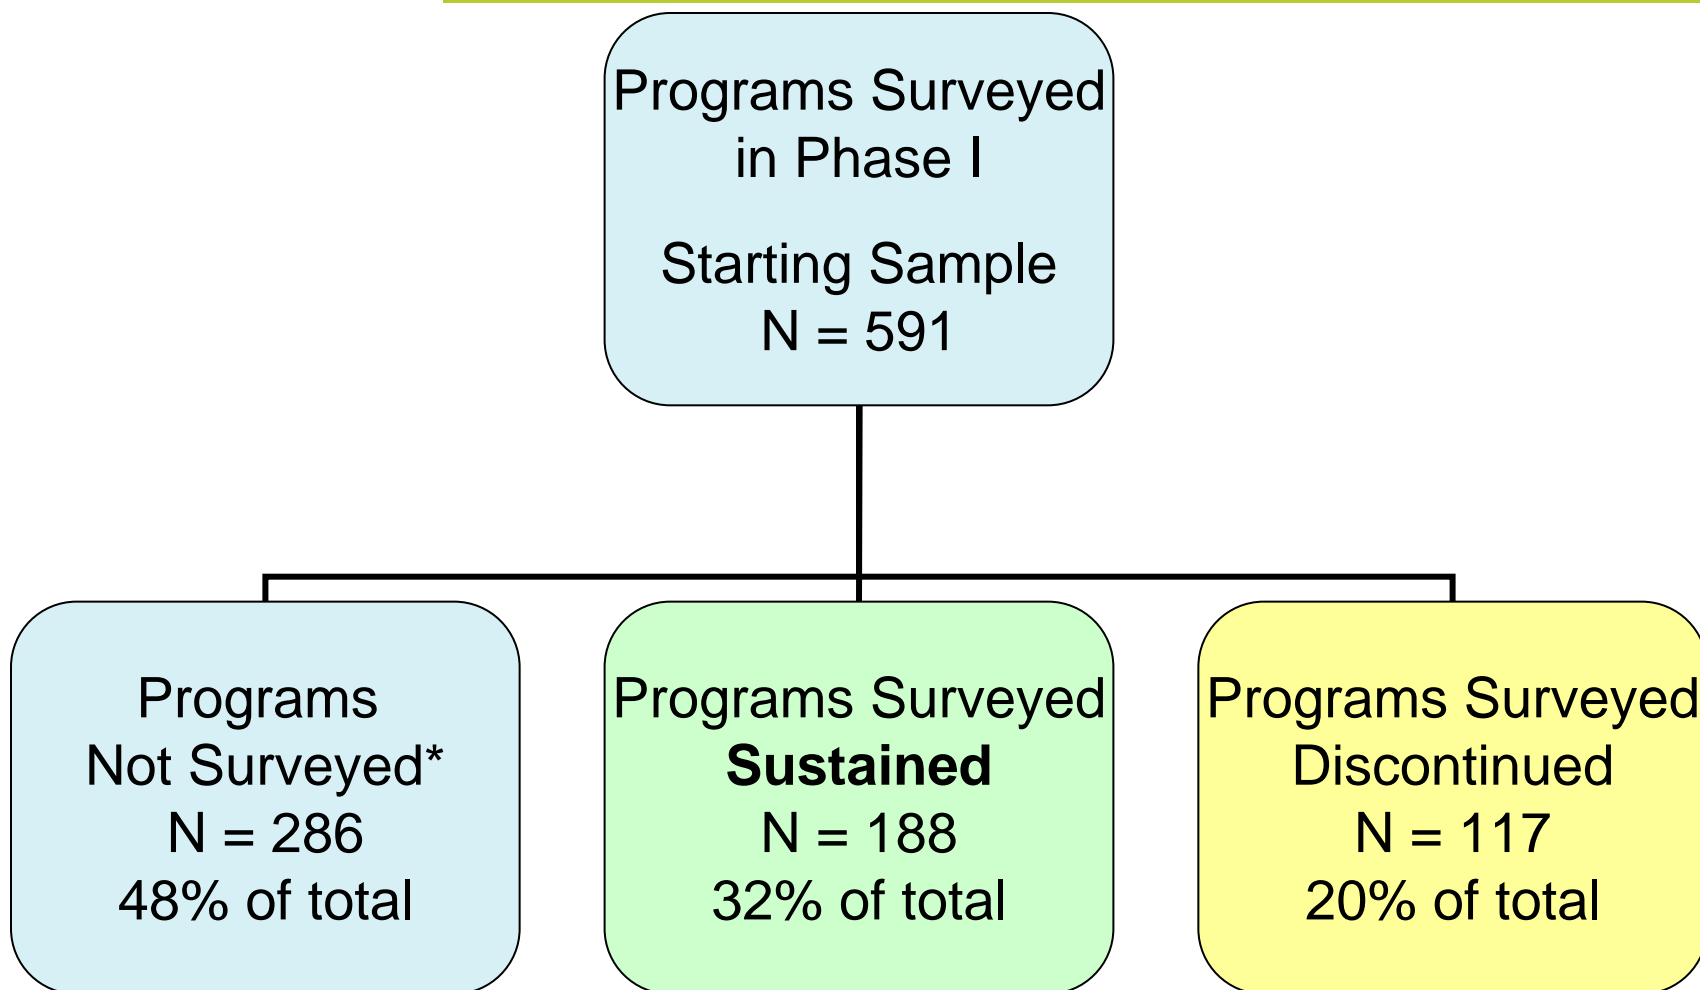 Programs Surveyed
in Phase I
Starting Sample
N = 591
Programs
Not Surveyed*
N = 286
48% of total
Programs Surveyed
Sustained
N = 188
32% of total
Programs Surveyed
Discontinued
N = 117
20% of total